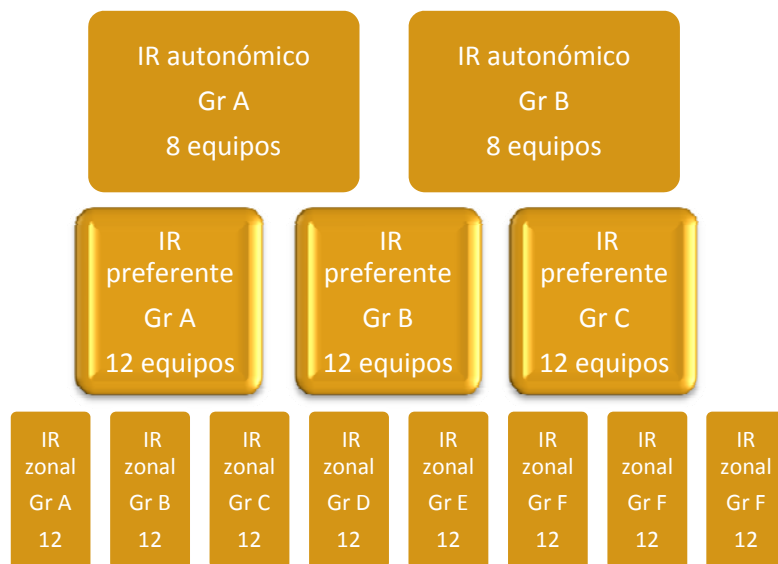 IR autonómico
Gr A
8 equipos
IR autonómico
Gr B
8 equipos
IR
preferente
Gr A
12 equipos
IR
preferente
Gr B
12 equipos
IR
preferente
Gr C
12 equipos
IR
zonal
Gr A
12
IR
zonal
Gr B
12
IR
zonal
Gr C
12
IR
zonal
Gr D
12
IR
zonal
Gr E
12
IR
zonal
Gr F
12
IR
zonal
Gr F
12
IR
zonal
Gr F
12